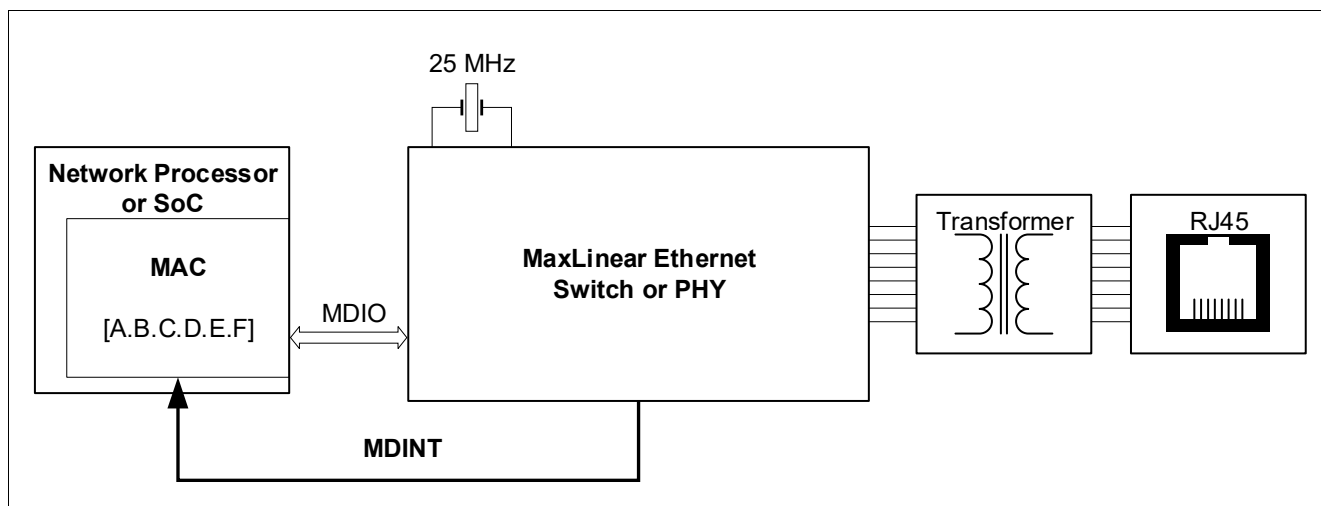 25 MHz
Network Processor
or SoC
MAC
[A.B.C.D.E.F]
MDIO
MaxLinear Ethernet
Switch or PHY
Transformer
RJ45
MDINT